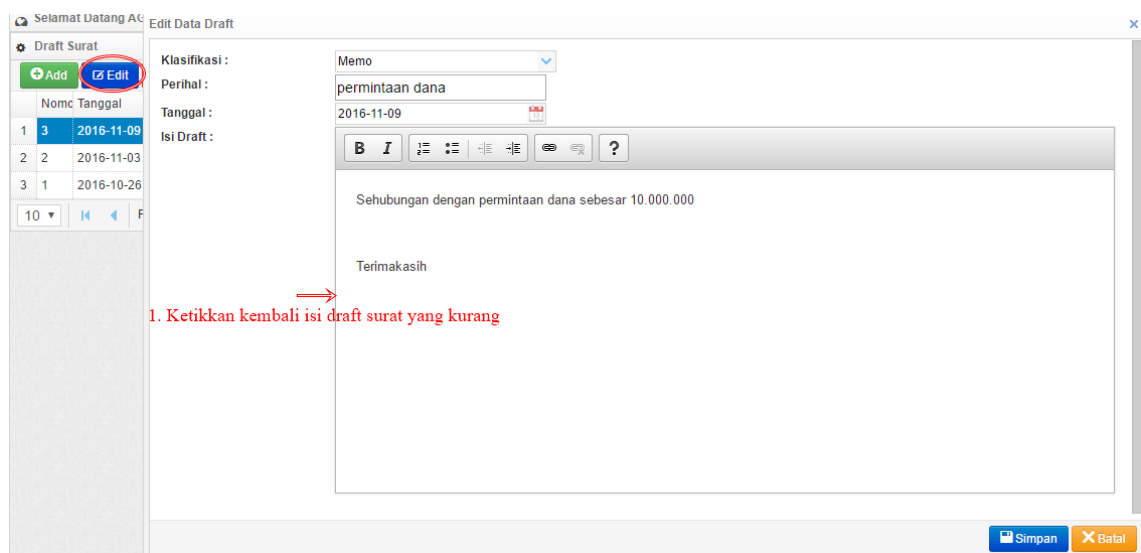 Selamat Datang AG
Edit Data Draft
×
Draft Surat
Add
Edit
Nomo Tanggal
1 3 2016-11-09
2 2 2016-11-03
3 1 2016-10-26
10
Klasifikasi :
Memo
Perihal :
permintaan dana
Tanggal :
2016-11-09
Isi Draft :
B I ?
Sehubungan dengan permintaan dana sebesar 10.000.000
Terimakasih
1. Ketikkan kembali isi draft surat yang kurang
Simpan
Batal